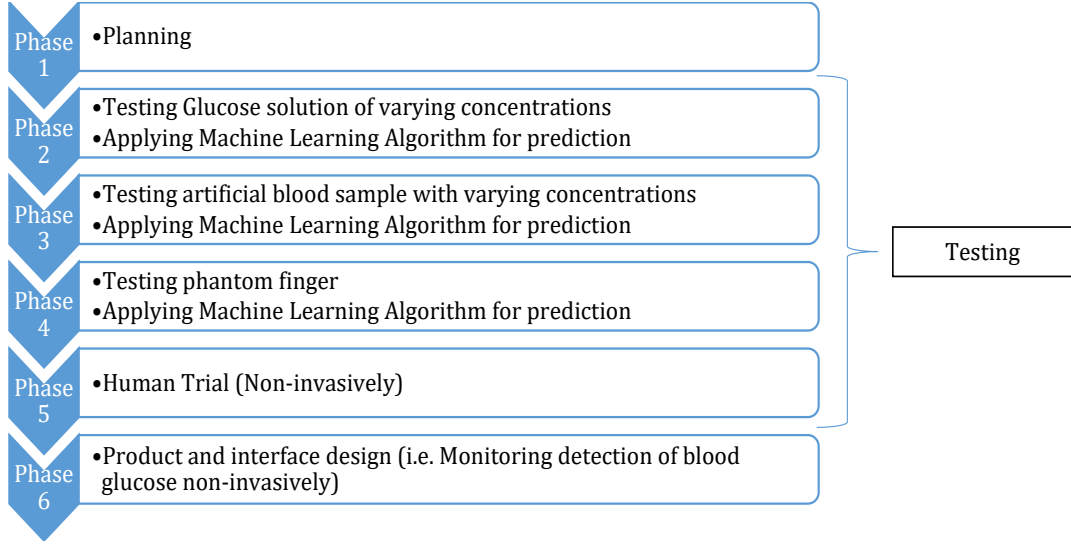 Phase
1
•Planning
Phase
2
•Testing Glucose solution of varying concentrations
•Applying Machine Learning Algorithm for prediction
Phase
3
•Testing artificial blood sample with varying concentrations
•Applying Machine Learning Algorithm for prediction
Phase
4
•Testing phantom finger
•Applying Machine Learning Algorithm for prediction
Phase
5
•Human Trial (Non-invasively)
Phase
6
•Product and interface design (i.e. Monitoring detection of blood
glucose non-invasively)
Testing